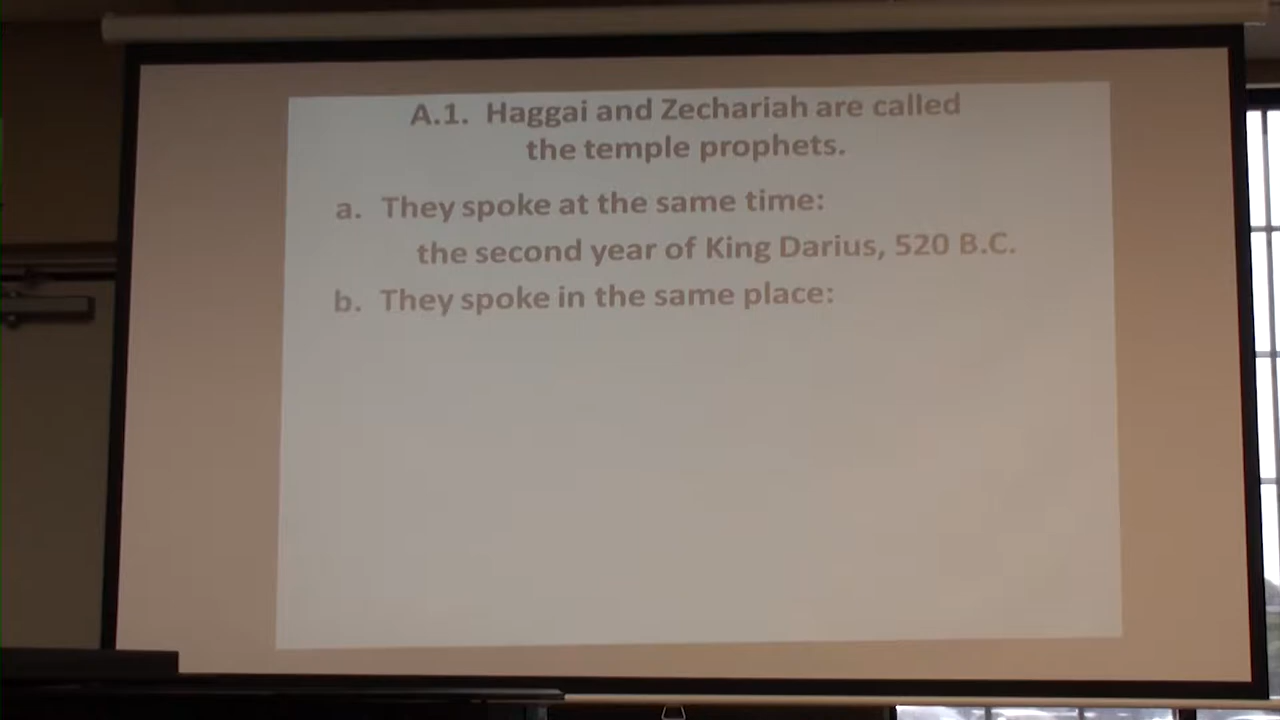 A.1. Haggai and Zechariah are called
the temple prophets.
a. They spoke at the same time:
the second year of King Darius, 520 B.C.
b. They spoke in the same place: